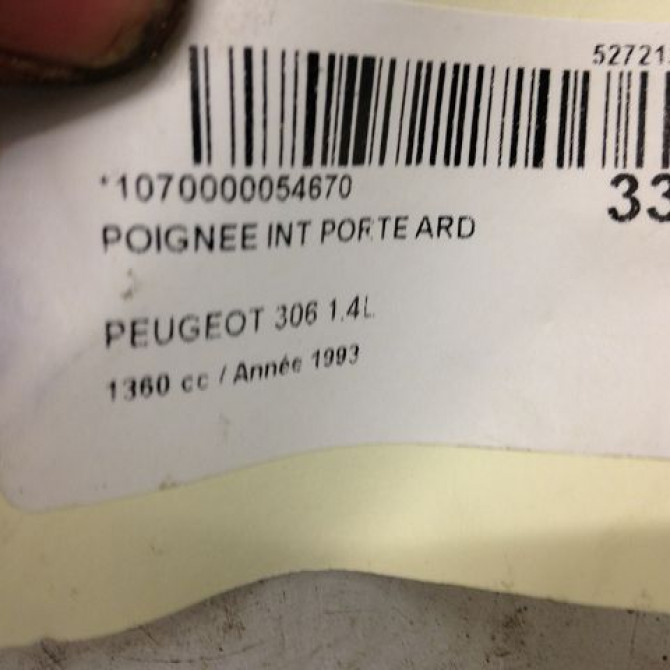 52721
*1070000054670
33
POIGNEE INT PORTE ARD
PEUGEOT 306 1.4L
1360 cc / Année 1993